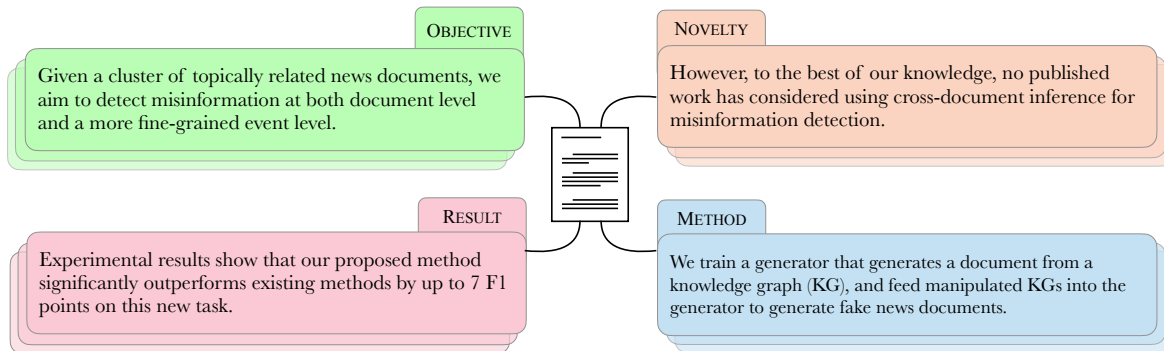 OBJECTIVE
Given a cluster of topically related news documents, we
aim to detect misinformation at both document level
and a more fine-grained event level.
NOVELTY
However, to the best of our knowledge, no published
work has considered using cross-document inference for
misinformation detection.
RESULT
Experimental results show that our proposed method
significantly outperforms existing methods by up to 7 F1
points on this new task.
METHOD
We train a generator that generates a document from a
knowledge graph (KG), and feed manipulated KGs into the
generator to generate fake news documents.